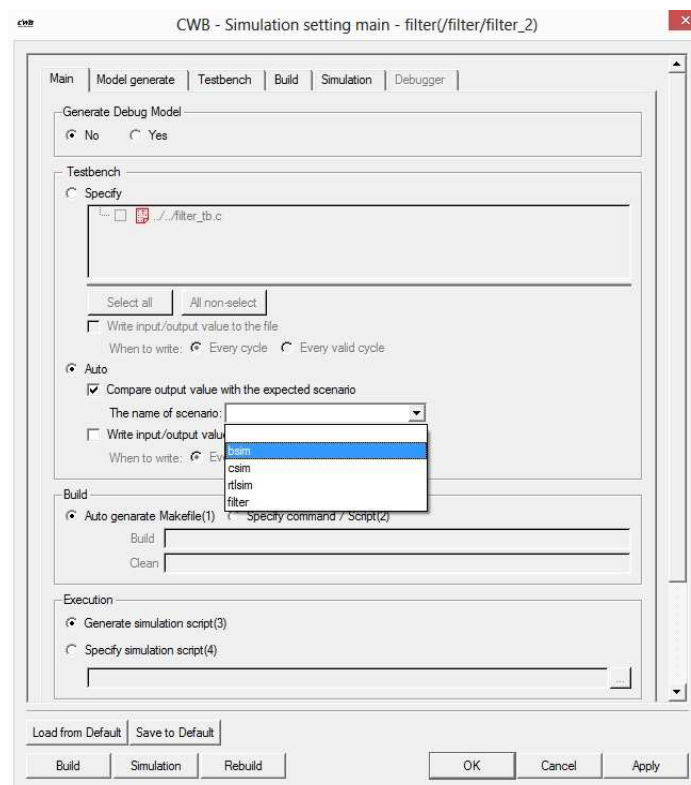 CWB
CWB - Simulation setting main - filter(/filter/filter_2)
Main Model generate Testbench Build Simulation Debugger
Generate Debug Model
No Yes
Testbench
Specify
../../filter_tb.c
Select all All non-select
Write input/output value to the file
When to write: Every cycle Every valid cycle
Auto
Compare output value with the expected scenario
The name of scenario:
Write input/output valu
When to write: Ev
bsim
csim
rtlsim
filter
Build
Auto genarate Makefile(1) Specify command / Script(2)
Build
Clean
Execution
Generate simulation script(3)
Specify simulation script(4)
...
Load from Default Save to Default
Build Simulation Rebuild OK Cancel Apply